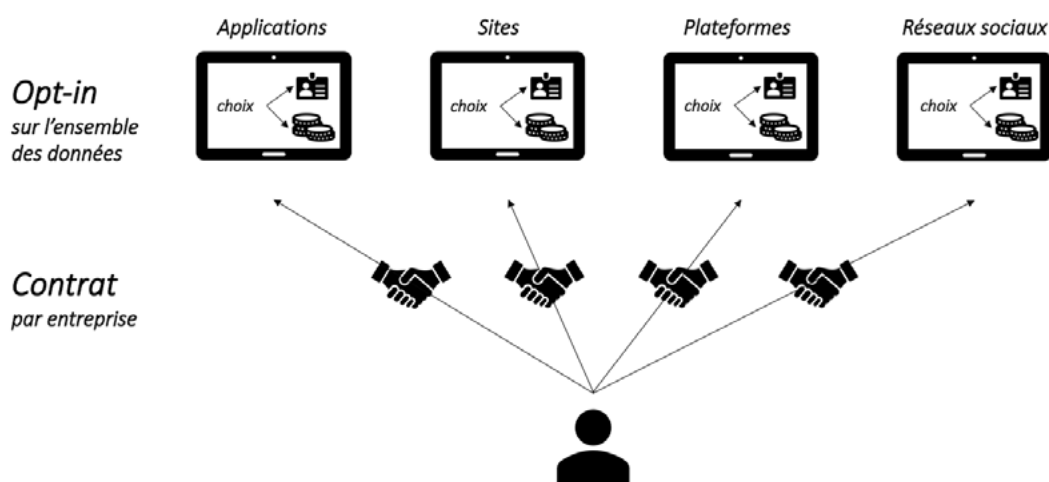 Applications
Sites
Plateformes
Réseaux sociaux
Opt-in
sur l'ensemble
des données
choix
choix
choix
choix
Contrat
par entreprise